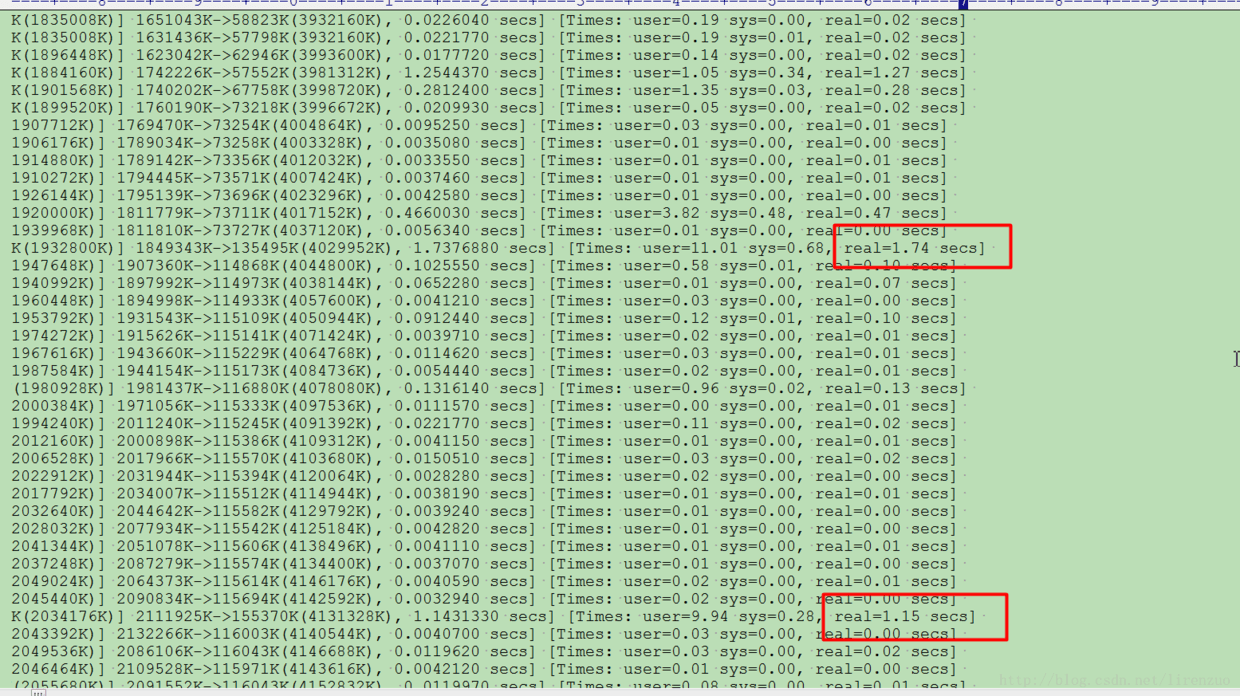 K(1835008K)] 1651043K->58823K(3932160K), 0.0226040 secs] [Times: user=0.19 sys=0.00, real=0.02 secs]
K(1835008K)] 1631436K->57798K(3932160K), 0.0221770 secs] [Times: user=0.19 sys=0.01, real=0.02 secs]
K(1896448K)] 1623042K->62946K(3993600K), 0.0177720 secs] [Times: user=0.14 sys=0.00, real=0.02 secs]
K(1884160K)] 1742226K->57552K(3981312K), 1.2544370 secs] [Times: user=1.05 sys=0.34, real=1.27 secs]
K(1901568K)] 1740202K->67758K(3998720K), 0.2812400 secs] [Times: user=1.35 sys=0.03, real=0.28 secs]
K(1899520K)] 1760190K->73218K(3996672K), 0.0209930 secs] [Times: user=0.05 sys=0.00, real=0.02 secs]
1907712K)] 1769470K->73254K(4004864K), 0.0095250 secs] [Times: user=0.03 sys=0.00, real=0.01 secs]
1906176K)] 1789034K->73258K(4003328K), 0.0035080 secs] [Times: user=0.01 sys=0.00, real=0.00 secs]
1914880K)] 1789142K->73356K(4012032K), 0.0033550 secs] [Times: user=0.01 sys=0.00, real=0.01 secs]
1910272K)] 1794445K->73571K(4007424K), 0.0037460 secs] [Times: user=0.01 sys=0.00, real=0.01 secs]
1926144K)] 1795139K->73696K(4023296K), 0.0042580 secs] [Times: user=0.01 sys=0.00, real=0.00 secs]
1920000K)] 1811779K->73711K(4017152K), 0.4660030 secs] [Times: user=3.82 sys=0.48, real=0.47 secs]
1939968K)] 1811810K->73727K(4037120K), 0.0056340 secs] [Times: user=0.01 sys=0.00, real=0.00 secs]
K(1932800K)] 1849343K->135495K(4029952K), 1.7376880 secs] [Times: user=11.01 sys=0.68, real=1.74 secs]
1947648K)] 1907360K->114868K(4044800K), 0.1025550 secs] [Times: user=0.58 sys=0.01, real=0.10 secs]
1940992K)] 1897992K->114973K(4038144K), 0.0652280 secs] [Times: user=0.01 sys=0.00, real=0.07 secs]
1960448K)] 1894998K->114933K(4057600K), 0.0041210 secs] [Times: user=0.03 sys=0.00, real=0.00 secs]
1953792K)] 1931543K->115109K(4050944K), 0.0912440 secs] [Times: user=0.12 sys=0.01, real=0.10 secs]
1974272K)] 1915626K->115141K(4071424K), 0.0039710 secs] [Times: user=0.02 sys=0.00, real=0.01 secs]
1967616K)] 1943660K->115229K(4064768K), 0.0114620 secs] [Times: user=0.03 sys=0.00, real=0.01 secs]
1987584K)] 1944154K->115173K(4084736K), 0.0054440 secs] [Times: user=0.02 sys=0.00, real=0.01 secs]
(1980928K)] 1981437K->116880K(4078080K), 0.1316140 secs] [Times: user=0.96 sys=0.02, real=0.13 secs]
2000384K)] 1971056K->115333K(4097536K), 0.0111570 secs] [Times: user=0.00 sys=0.00, real=0.01 secs]
1994240K)] 2011240K->115245K(4091392K), 0.0221770 secs] [Times: user=0.11 sys=0.00, real=0.02 secs]
2012160K)] 2000898K->115386K(4109312K), 0.0041150 secs] [Times: user=0.01 sys=0.00, real=0.01 secs]
2006528K)] 2017966K->115570K(4103680K), 0.0150510 secs] [Times: user=0.03 sys=0.00, real=0.02 secs]
2022912K)] 2031944K->115394K(4120064K), 0.0028280 secs] [Times: user=0.02 sys=0.00, real=0.00 secs]
2017792K)] 2034007K->115512K(4114944K), 0.0038190 secs] [Times: user=0.01 sys=0.00, real=0.01 secs]
2032640K)] 2044642K->115582K(4129792K), 0.0039240 secs] [Times: user=0.01 sys=0.00, real=0.00 secs]
2028032K)] 2077934K->115542K(4125184K), 0.0042820 secs] [Times: user=0.01 sys=0.00, real=0.00 secs]
2041344K)] 2051078K->115606K(4138496K), 0.0041110 secs] [Times: user=0.01 sys=0.00, real=0.01 secs]
2037248K)] 2087279K->115574K(4134400K), 0.0037070 secs] [Times: user=0.01 sys=0.00, real=0.00 secs]
2049024K)] 2064373K->115614K(4146176K), 0.0040590 secs] [Times: user=0.02 sys=0.00, real=0.01 secs]
2045440K)] 2090834K->115694K(4142592K), 0.0032940 secs] [Times: user=0.02 sys=0.00, real=0.00 secs]
K(2034176K)] 2111925K->155370K(4131328K), 1.1431330 secs] [Times: user=9.94 sys=0.28, real=1.15 secs]
2043392K)] 2132266K->116003K(4140544K), 0.0040700 secs] [Times: user=0.03 sys=0.00, real=0.00 secs]
2049536K)] 2086106K->116043K(4146688K), 0.0119620 secs] [Times: user=0.03 sys=0.00, real=0.02 secs]
2046464K)] 2109528K->115971K(4143616K), 0.0042120 secs] [Times: user=0.01 sys=0.00, real=0.00 secs]
(2055680K)] 2091552K->116043K(4152832K), 0.0119970 secs] [Times: user=0.08 sys=0.00, real=0.01 secs]